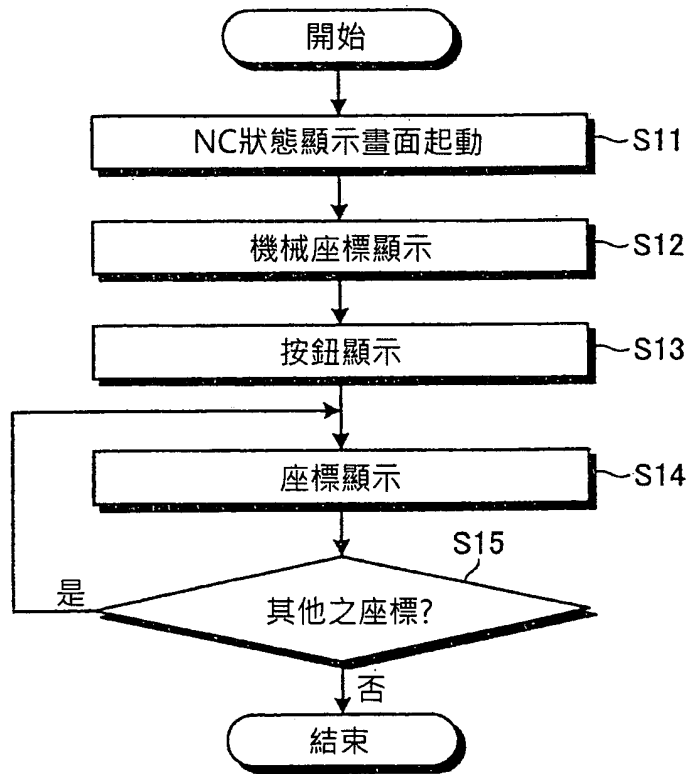 開始
NC狀態顯示畫面起動
S11
機械座標顯示
S12
按鈕顯示
S13
座標顯示
S14
S15
其他之座標?
是
否
結束